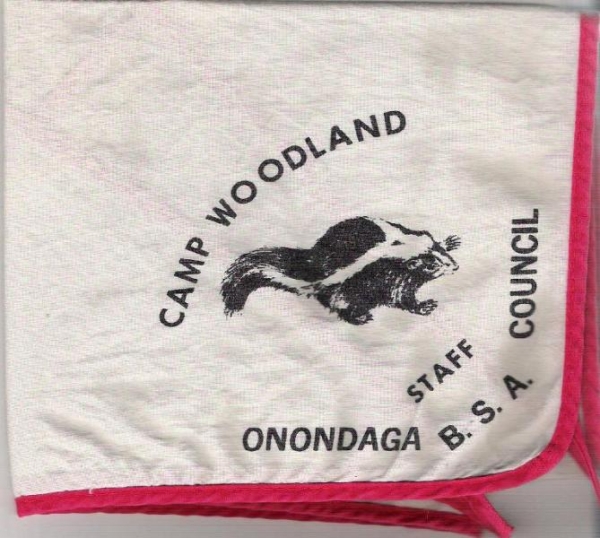 CAMP WOODLAND
STAFF
ONONDAGA B.S.A. COUNCIL